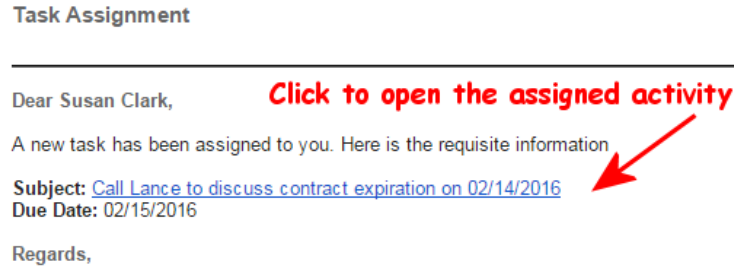 Task Assignment
Click to open the assigned activity
Dear Susan Clark,
A new task has been assigned to you. Here is the requisite information
Subject: Call Lance to discuss contract expiration on 02/14/2016
Due Date: 02/15/2016
Regards,